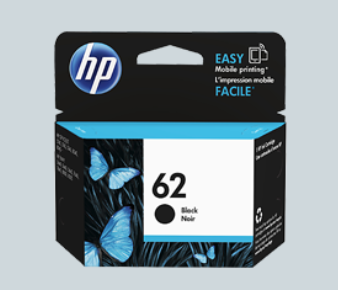 hp
EASY
Mobile printing*
L'impression mobile
FACILE*
62
Black
Noir